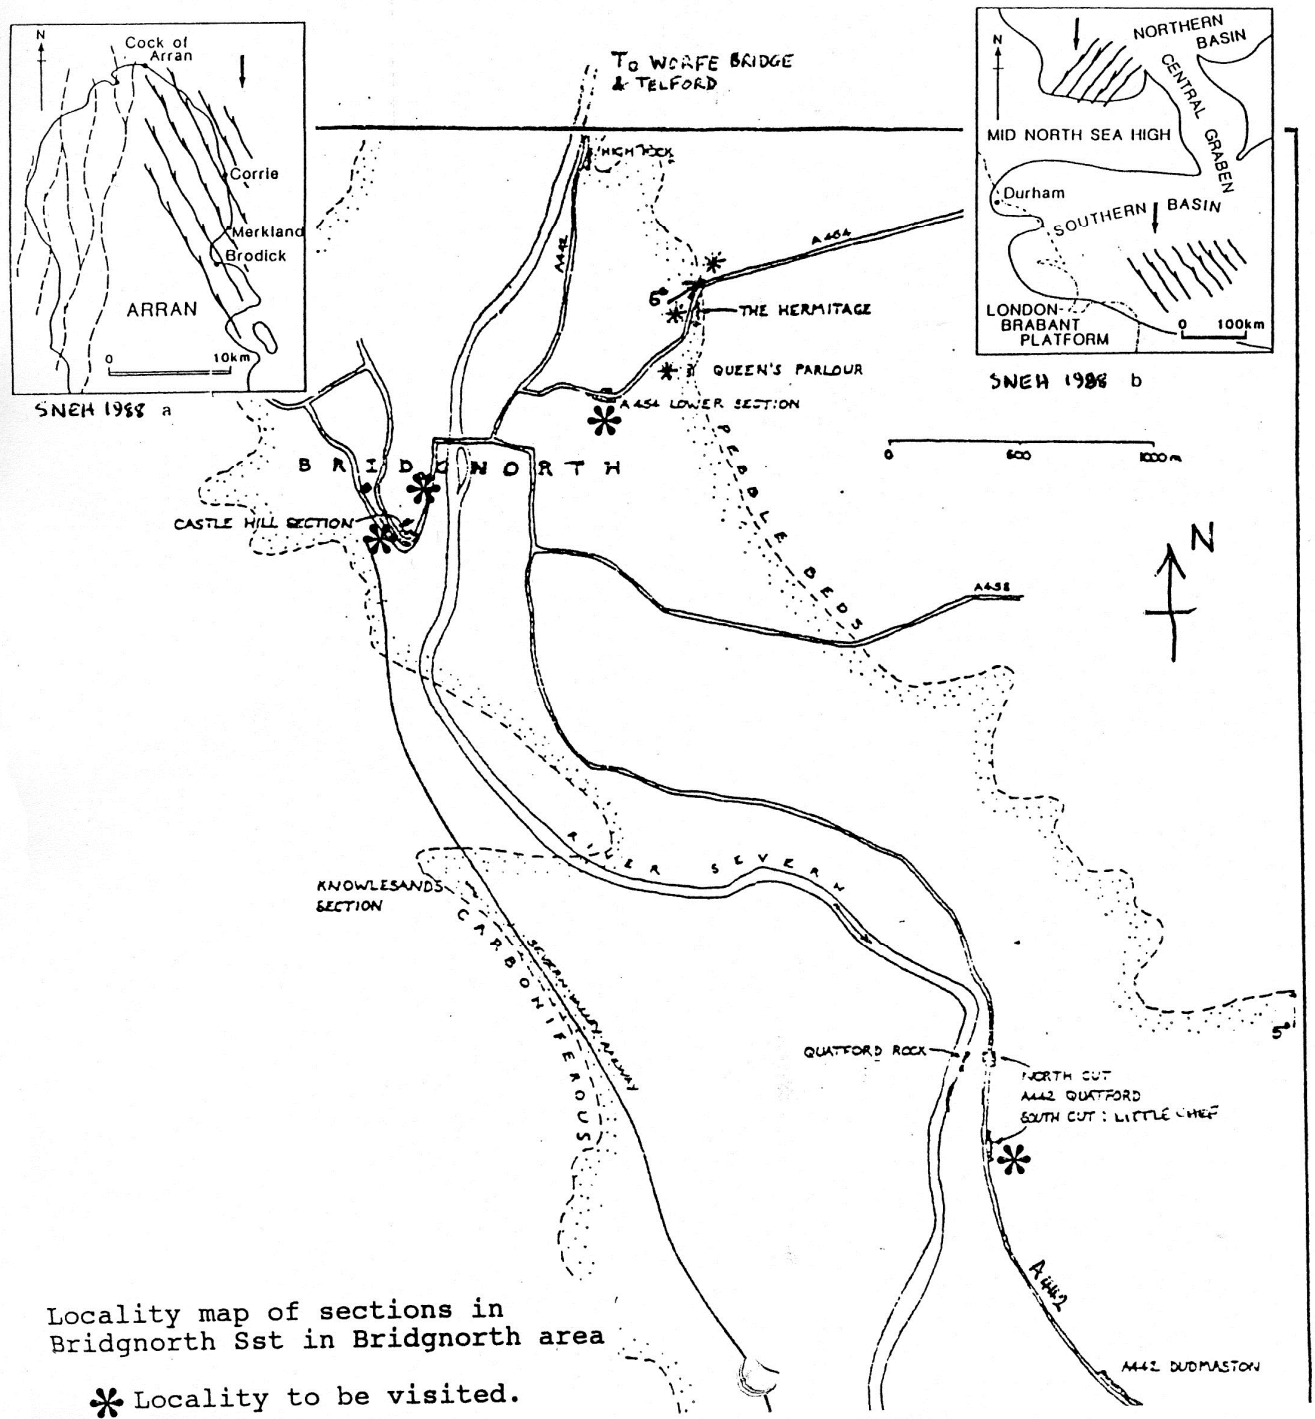 N
Cock of
Arran
Corrie
Merkland
Brodick
ARRAN
0 10km
SNEH 1988 a
To WORFE BRIDGE
& TELFORD
N
NORTHERN
BASIN
CENTRAL GRABEN
MID NORTH SEA HIGH
Durham
SOUTHERN BASIN
LONDON-
BRABANT
PLATFORM
0 100km
SNEH 1988 b
HIGH ROCK
A442
A454
5°
THE HERMITAGE
QUEEN'S PARLOUR
A454 LOWER SECTION
0 500 1000m
BRIDGNORTH
CASTLE HILL SECTION
PEBBLE BEDS
N
A458
RIVER SEVERN
KNOWLESANDS
SECTION
CARBONIFEROUS
SEVERN VALLEY RAILWAY
5°
QUATFORD ROCK
NORTH CUT
A442 QUATFORD
SOUTH CUT : LITTLE CHEF
A442
A442 DUDMASTON
Locality map of sections in
Bridgnorth Sst in Bridgnorth area
Locality to be visited.